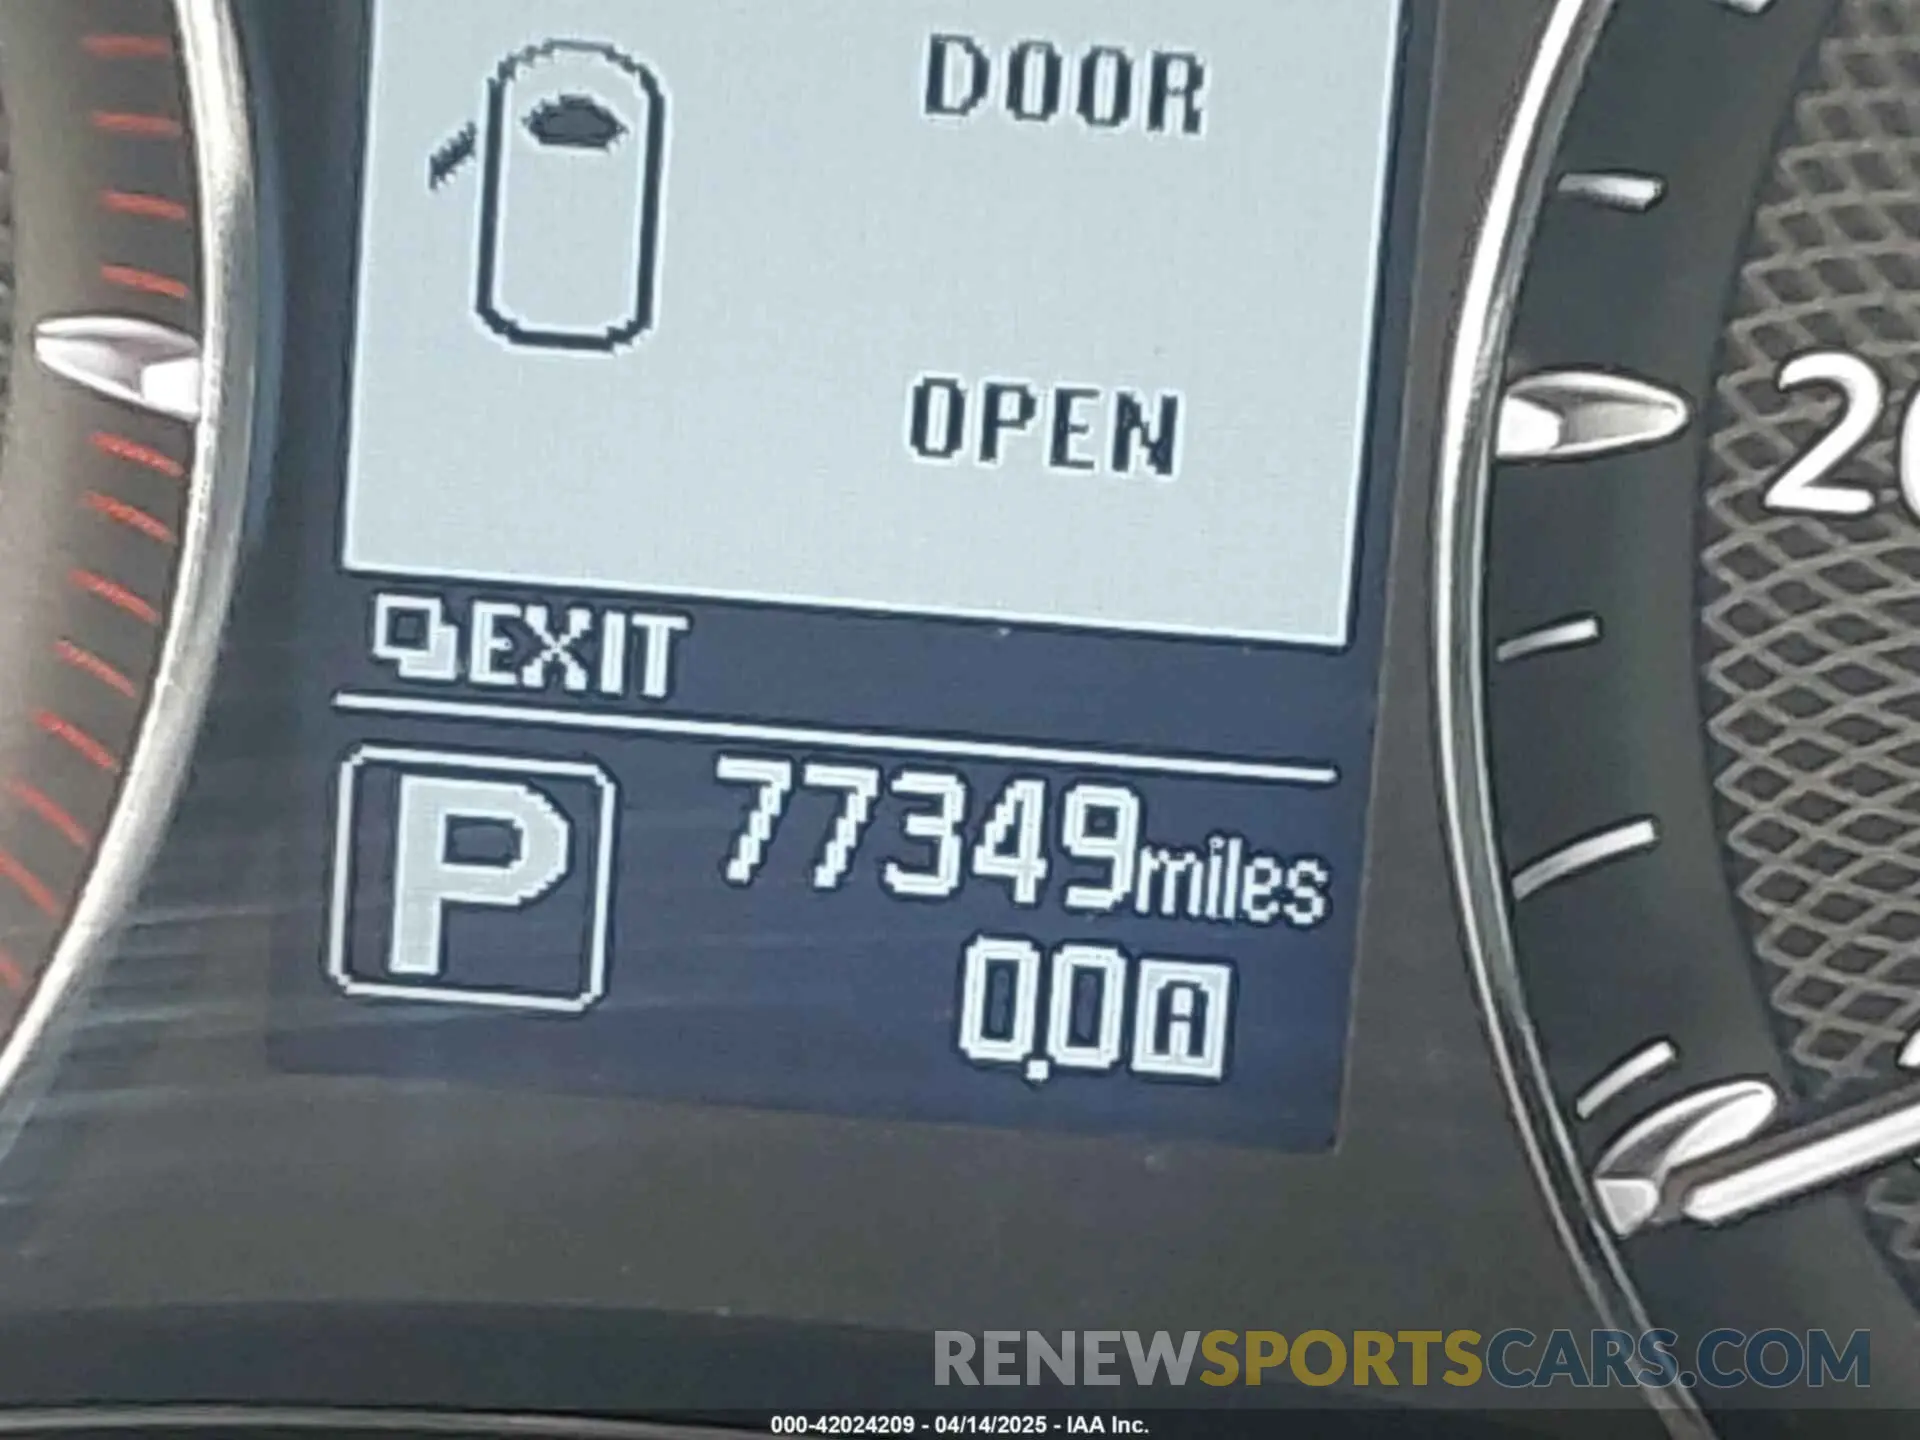 DOOR
OPEN
EXIT
P
77349miles
0.0A
RENEWSPORTSCARS.COM
000-42024209 - 04/14/2025 - IAA Inc.